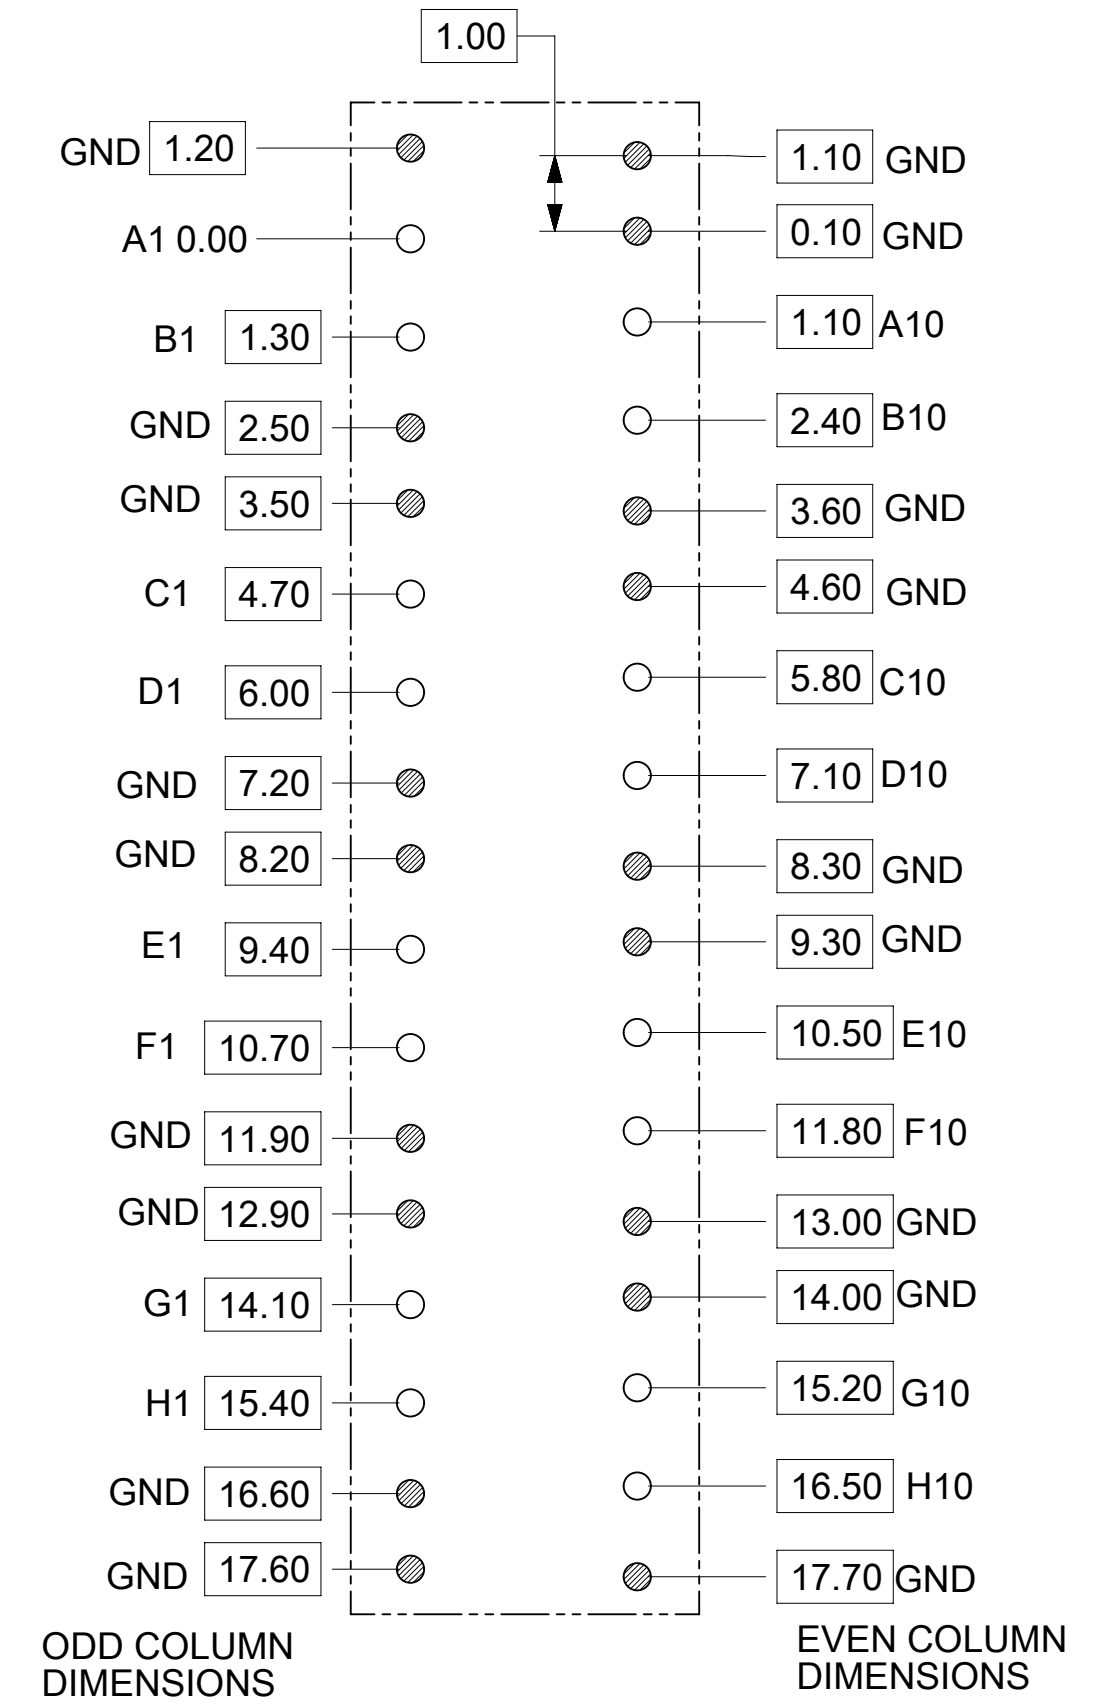 1.00
GND 1.20
1.10 GND
A1 0.00
0.10 GND
B1 1.30
1.10 A10
GND 2.50
2.40 B10
GND 3.50
3.60 GND
C1 4.70
4.60 GND
D1 6.00
5.80 C10
GND 7.20
7.10 D10
GND 8.20
8.30 GND
E1 9.40
9.30 GND
F1 10.70
10.50 E10
GND 11.90
11.80 F10
GND 12.90
13.00 GND
G1 14.10
14.00 GND
H1 15.40
15.20 G10
GND 16.60
16.50 H10
GND 17.60
17.70 GND
ODD COLUMN
DIMENSIONS
EVEN COLUMN
DIMENSIONS